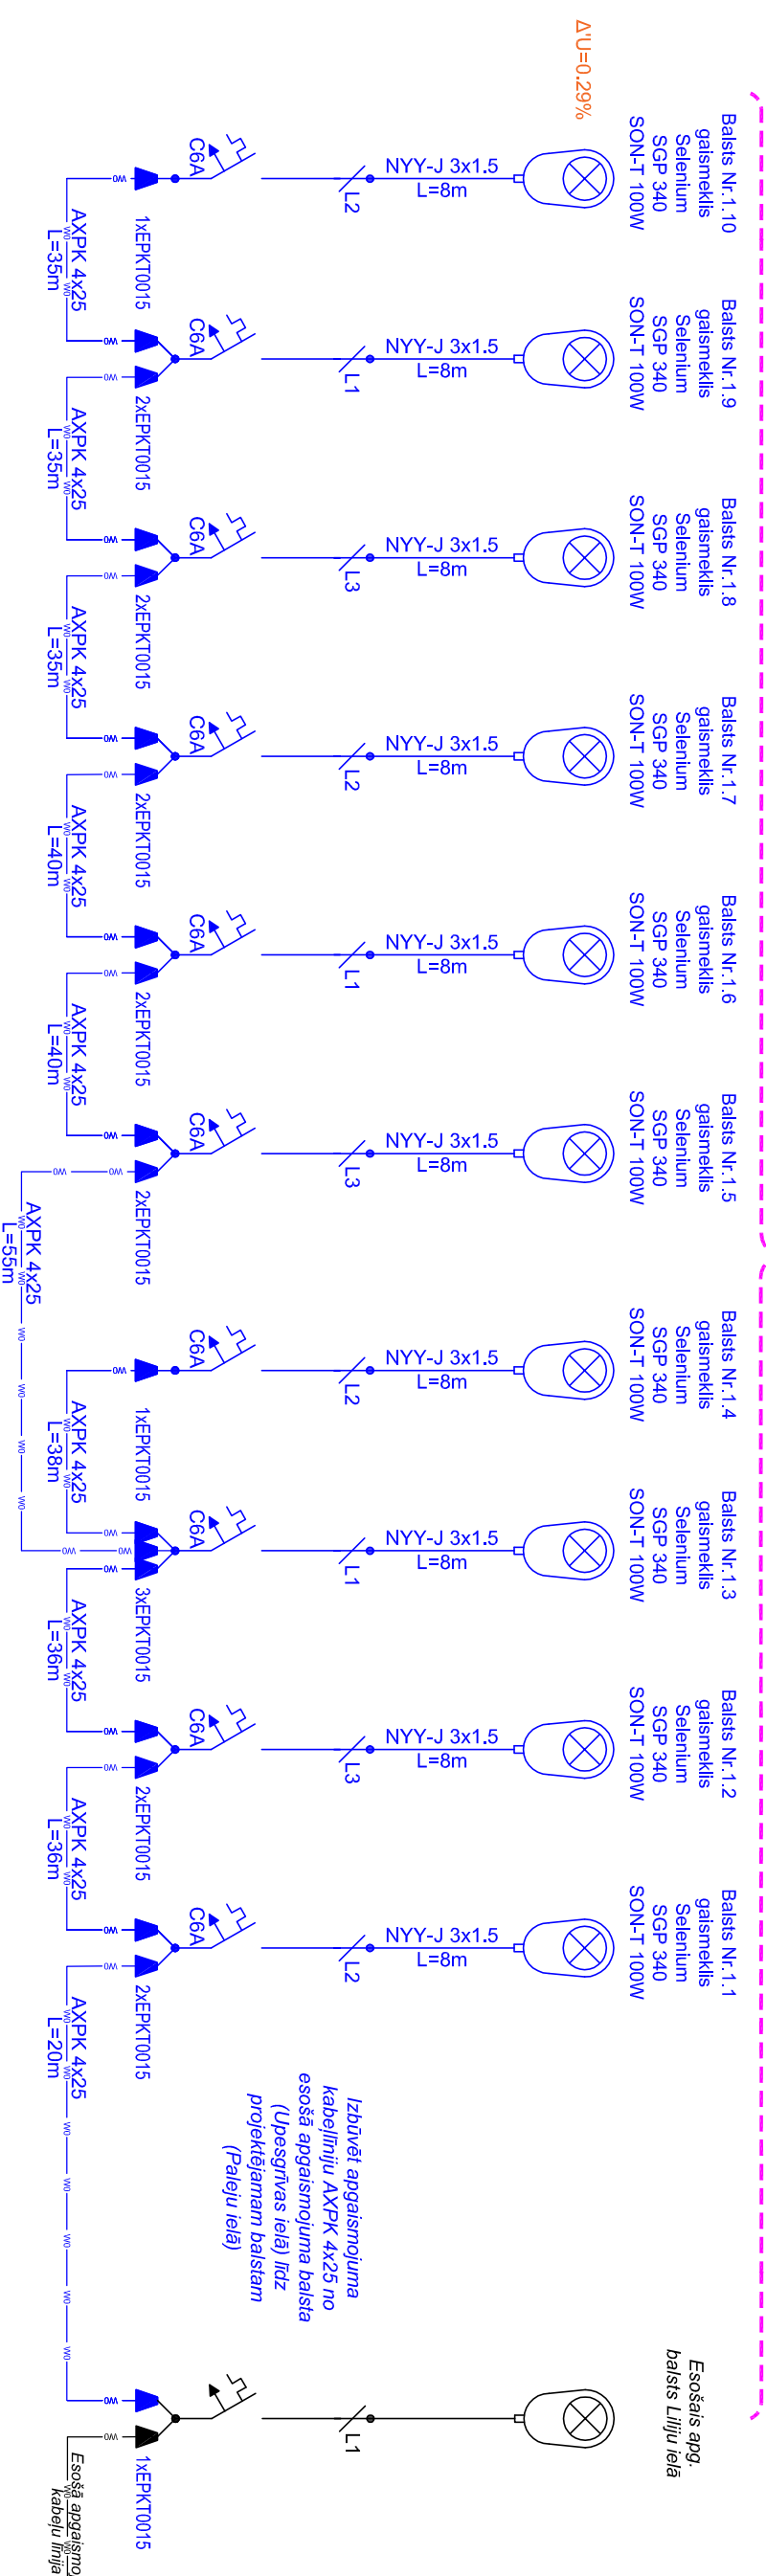 Δ'U=0.29%
Balsts Nr.1.10
gaismeklis
Selenium
SGP 340
SON-T 100W
NYY-J 3x1.5
L=8m
L2
C6A
1xEPKT0015
AXPK 4x25
L=35m
Balsts Nr.1.9
gaismeklis
Selenium
SGP 340
SON-T 100W
NYY-J 3x1.5
L=8m
L1
C6A
2xEPKT0015
AXPK 4x25
L=35m
Balsts Nr.1.8
gaismeklis
Selenium
SGP 340
SON-T 100W
NYY-J 3x1.5
L=8m
L3
C6A
2xEPKT0015
AXPK 4x25
L=35m
Balsts Nr.1.7
gaismeklis
Selenium
SGP 340
SON-T 100W
NYY-J 3x1.5
L=8m
L2
C6A
2xEPKT0015
AXPK 4x25
L=40m
Balsts Nr.1.6
gaismeklis
Selenium
SGP 340
SON-T 100W
NYY-J 3x1.5
L=8m
L1
C6A
2xEPKT0015
AXPK 4x25
L=40m
Balsts Nr.1.5
gaismeklis
Selenium
SGP 340
SON-T 100W
NYY-J 3x1.5
L=8m
L3
C6A
2xEPKT0015
AXPK 4x25
L=55m
Balsts Nr.1.4
gaismeklis
Selenium
SGP 340
SON-T 100W
NYY-J 3x1.5
L=8m
L2
C6A
1xEPKT0015
AXPK 4x25
L=38m
Balsts Nr.1.3
gaismeklis
Selenium
SGP 340
SON-T 100W
NYY-J 3x1.5
L=8m
L1
C6A
3xEPKT0015
AXPK 4x25
L=36m
Balsts Nr.1.2
gaismeklis
Selenium
SGP 340
SON-T 100W
NYY-J 3x1.5
L=8m
L3
C6A
2xEPKT0015
AXPK 4x25
L=36m
Balsts Nr.1.1
gaismeklis
Selenium
SGP 340
SON-T 100W
NYY-J 3x1.5
L=8m
L2
C6A
2xEPKT0015
AXPK 4x25
L=20m
Izbūvēt apgaismojuma
kabeļlīniju AXPK 4x25 no
esošā apgaismojuma balsta
(Upesgrīvas ielā) līdz
projektējamam balstam
(Paleju ielā)
Esošais apg.
balsts Liliju ielā
L1
1xEPKT0015
Esošā apgaismo
kabeļu līnija